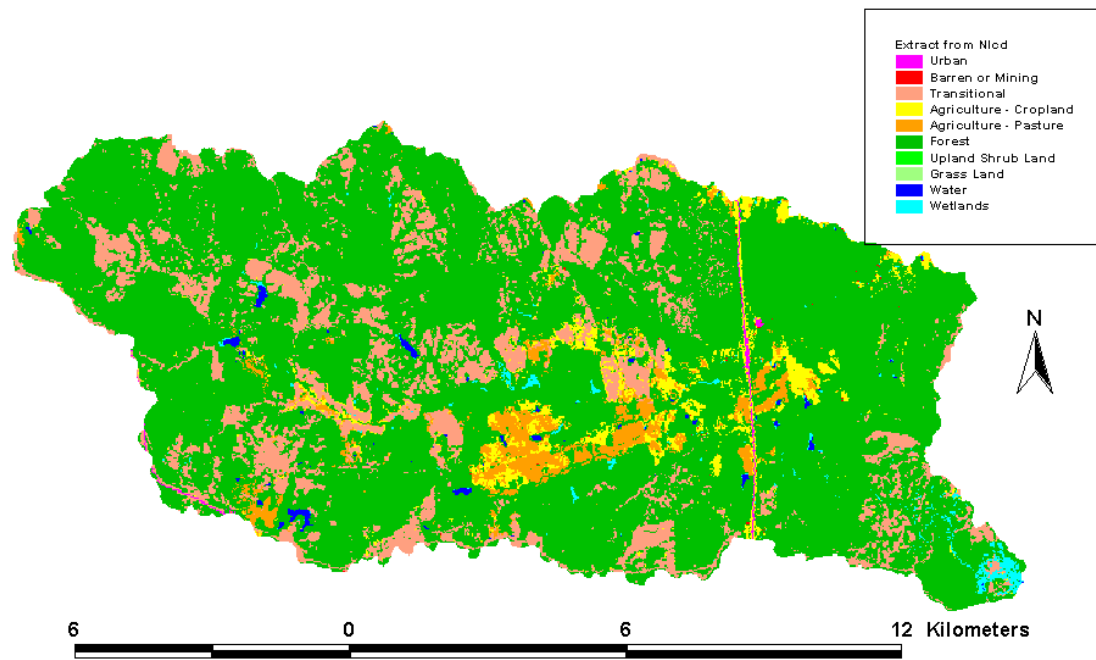 Extract from Nlcd
Urban
Barren or Mining
Transitional
Agriculture - Cropland
Agriculture - Pasture
Forest
Upland Shrub Land
Grass Land
Water
Wetlands
N
6 0 6 12 Kilometers